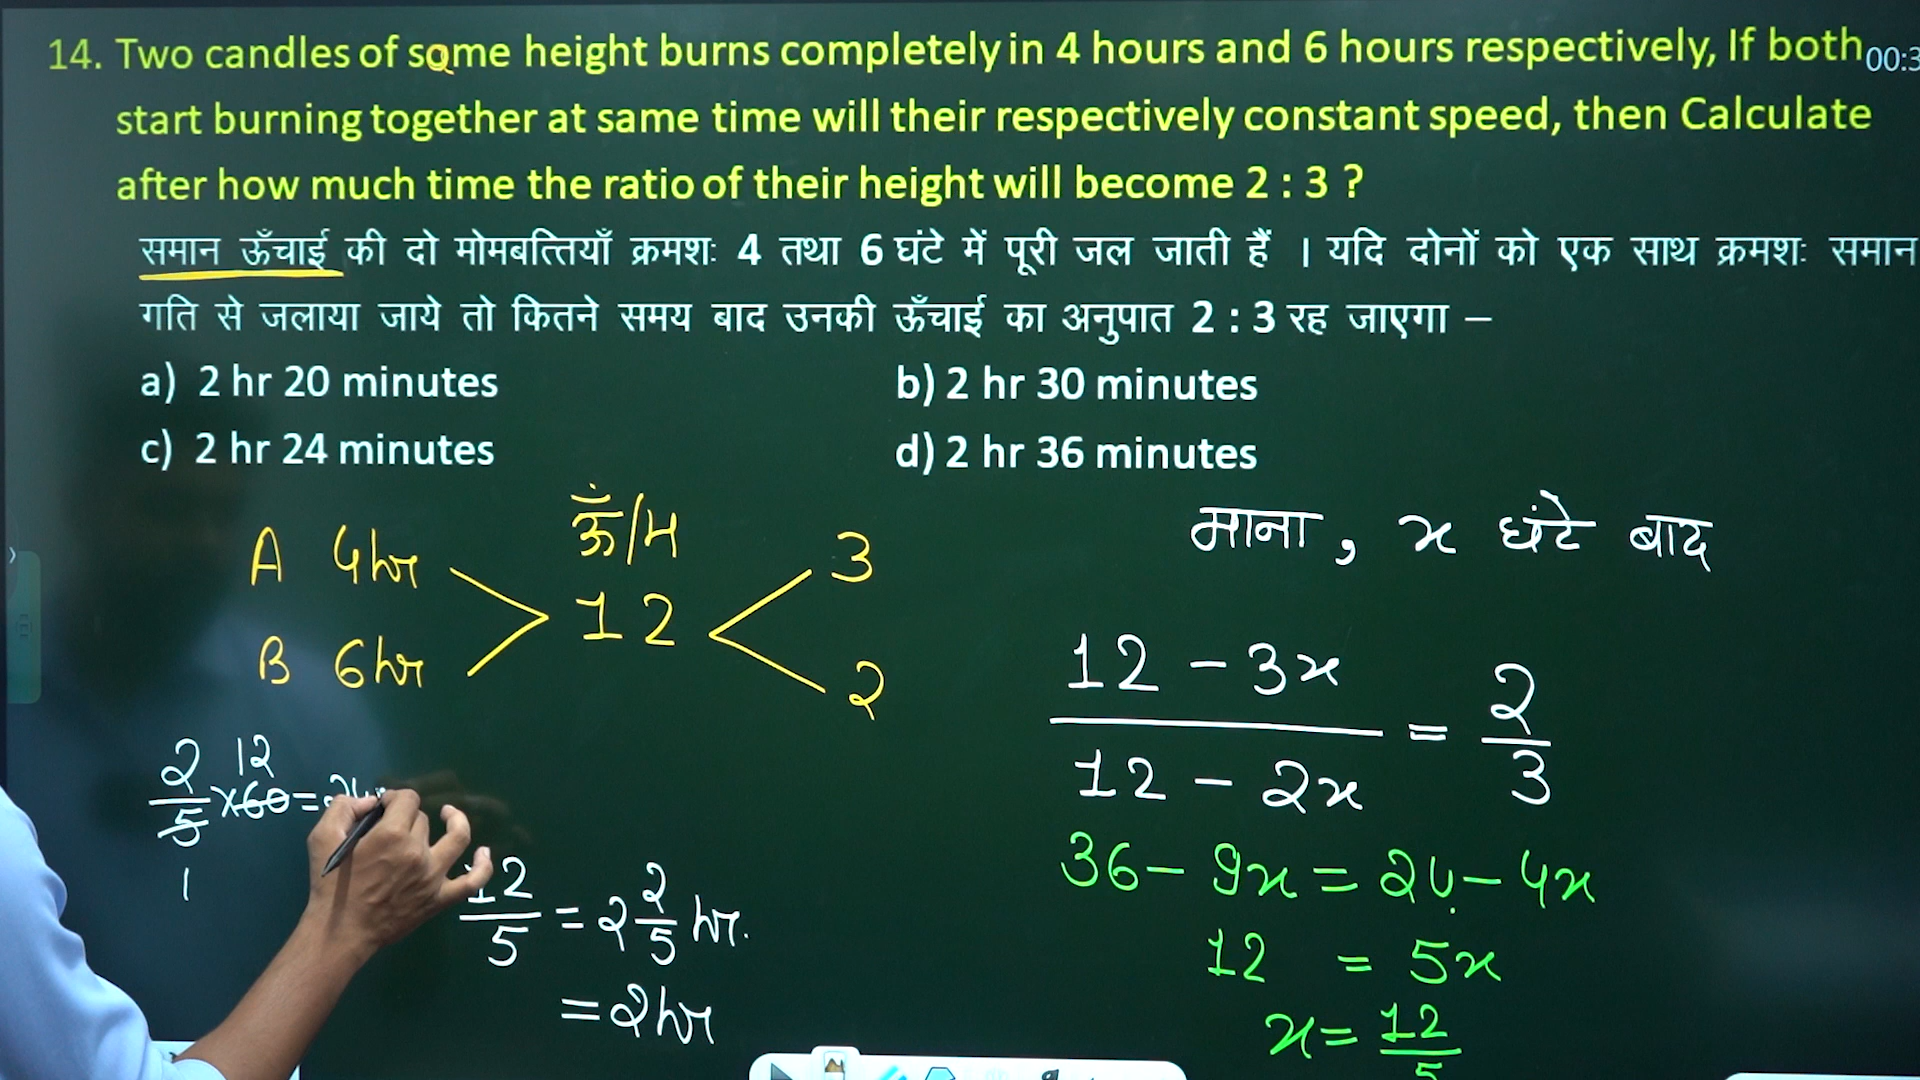 14. Two candles of same height burns completely in 4 hours and 6 hours respectively, If both
00:3
start burning together at same time will their respectively constant speed, then Calculate
after how much time the ratio of their height will become 2 : 3 ?
समान ऊँचाई की दो मोमबत्तियाँ क्रमशः 4 तथा 6 घंटे में पूरी जल जाती हैं । यदि दोनों को एक साथ क्रमशः समान
गति से जलाया जाये तो कितने समय बाद उनकी ऊँचाई का अनुपात 2 : 3 रह जाएगा –
a) 2 hr 20 minutes
b) 2 hr 30 minutes
c) 2 hr 24 minutes
d) 2 hr 36 minutes
ऊँ/H
A 4hr
12
3
B 6hr
2
2/5 x 60 = 24
12
1
12/5 = 2 2/5 hr.
= 2hr
माना, x घंटे बाद
12 - 3x / 12 - 2x = 2/3
36 - 9x = 24 - 4x
12 = 5x
x = 12/5